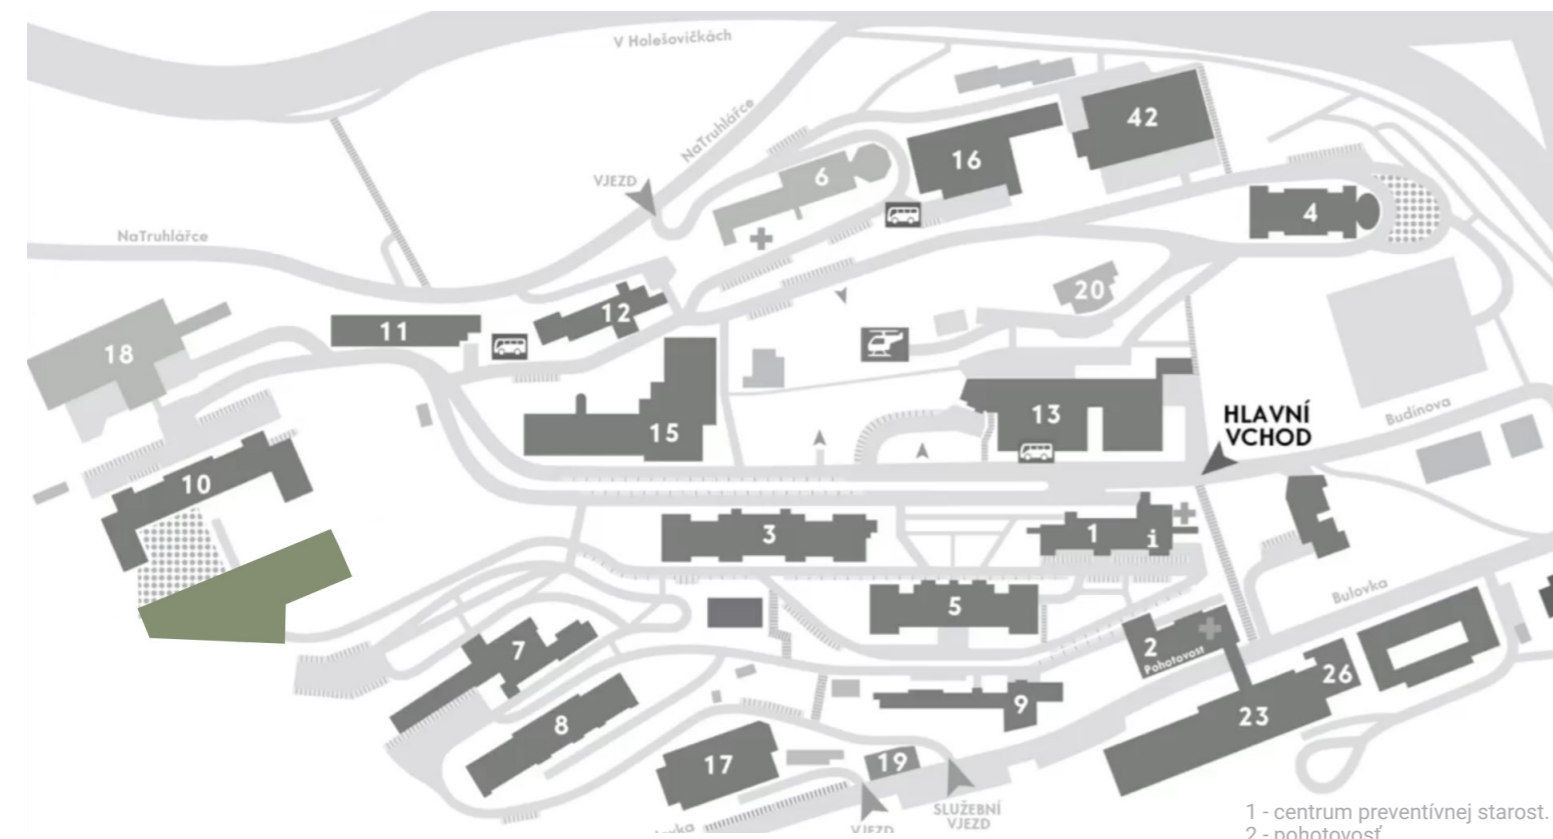 V Holešovičkách
42
NaTruhlářce
16
VJEZD
6
4
NaTruhlářce
20
12
11
18
13
15
HLAVNÍ
VCHOD
Budínova
10
3
1
i
5
Bulovka
7
2
Pohotovost
26
9
23
8
17
19
SLUŽEBNÍ
VJEZD
VJEZD
1 - centrum preventívnej starost.
2 - pohotovosť